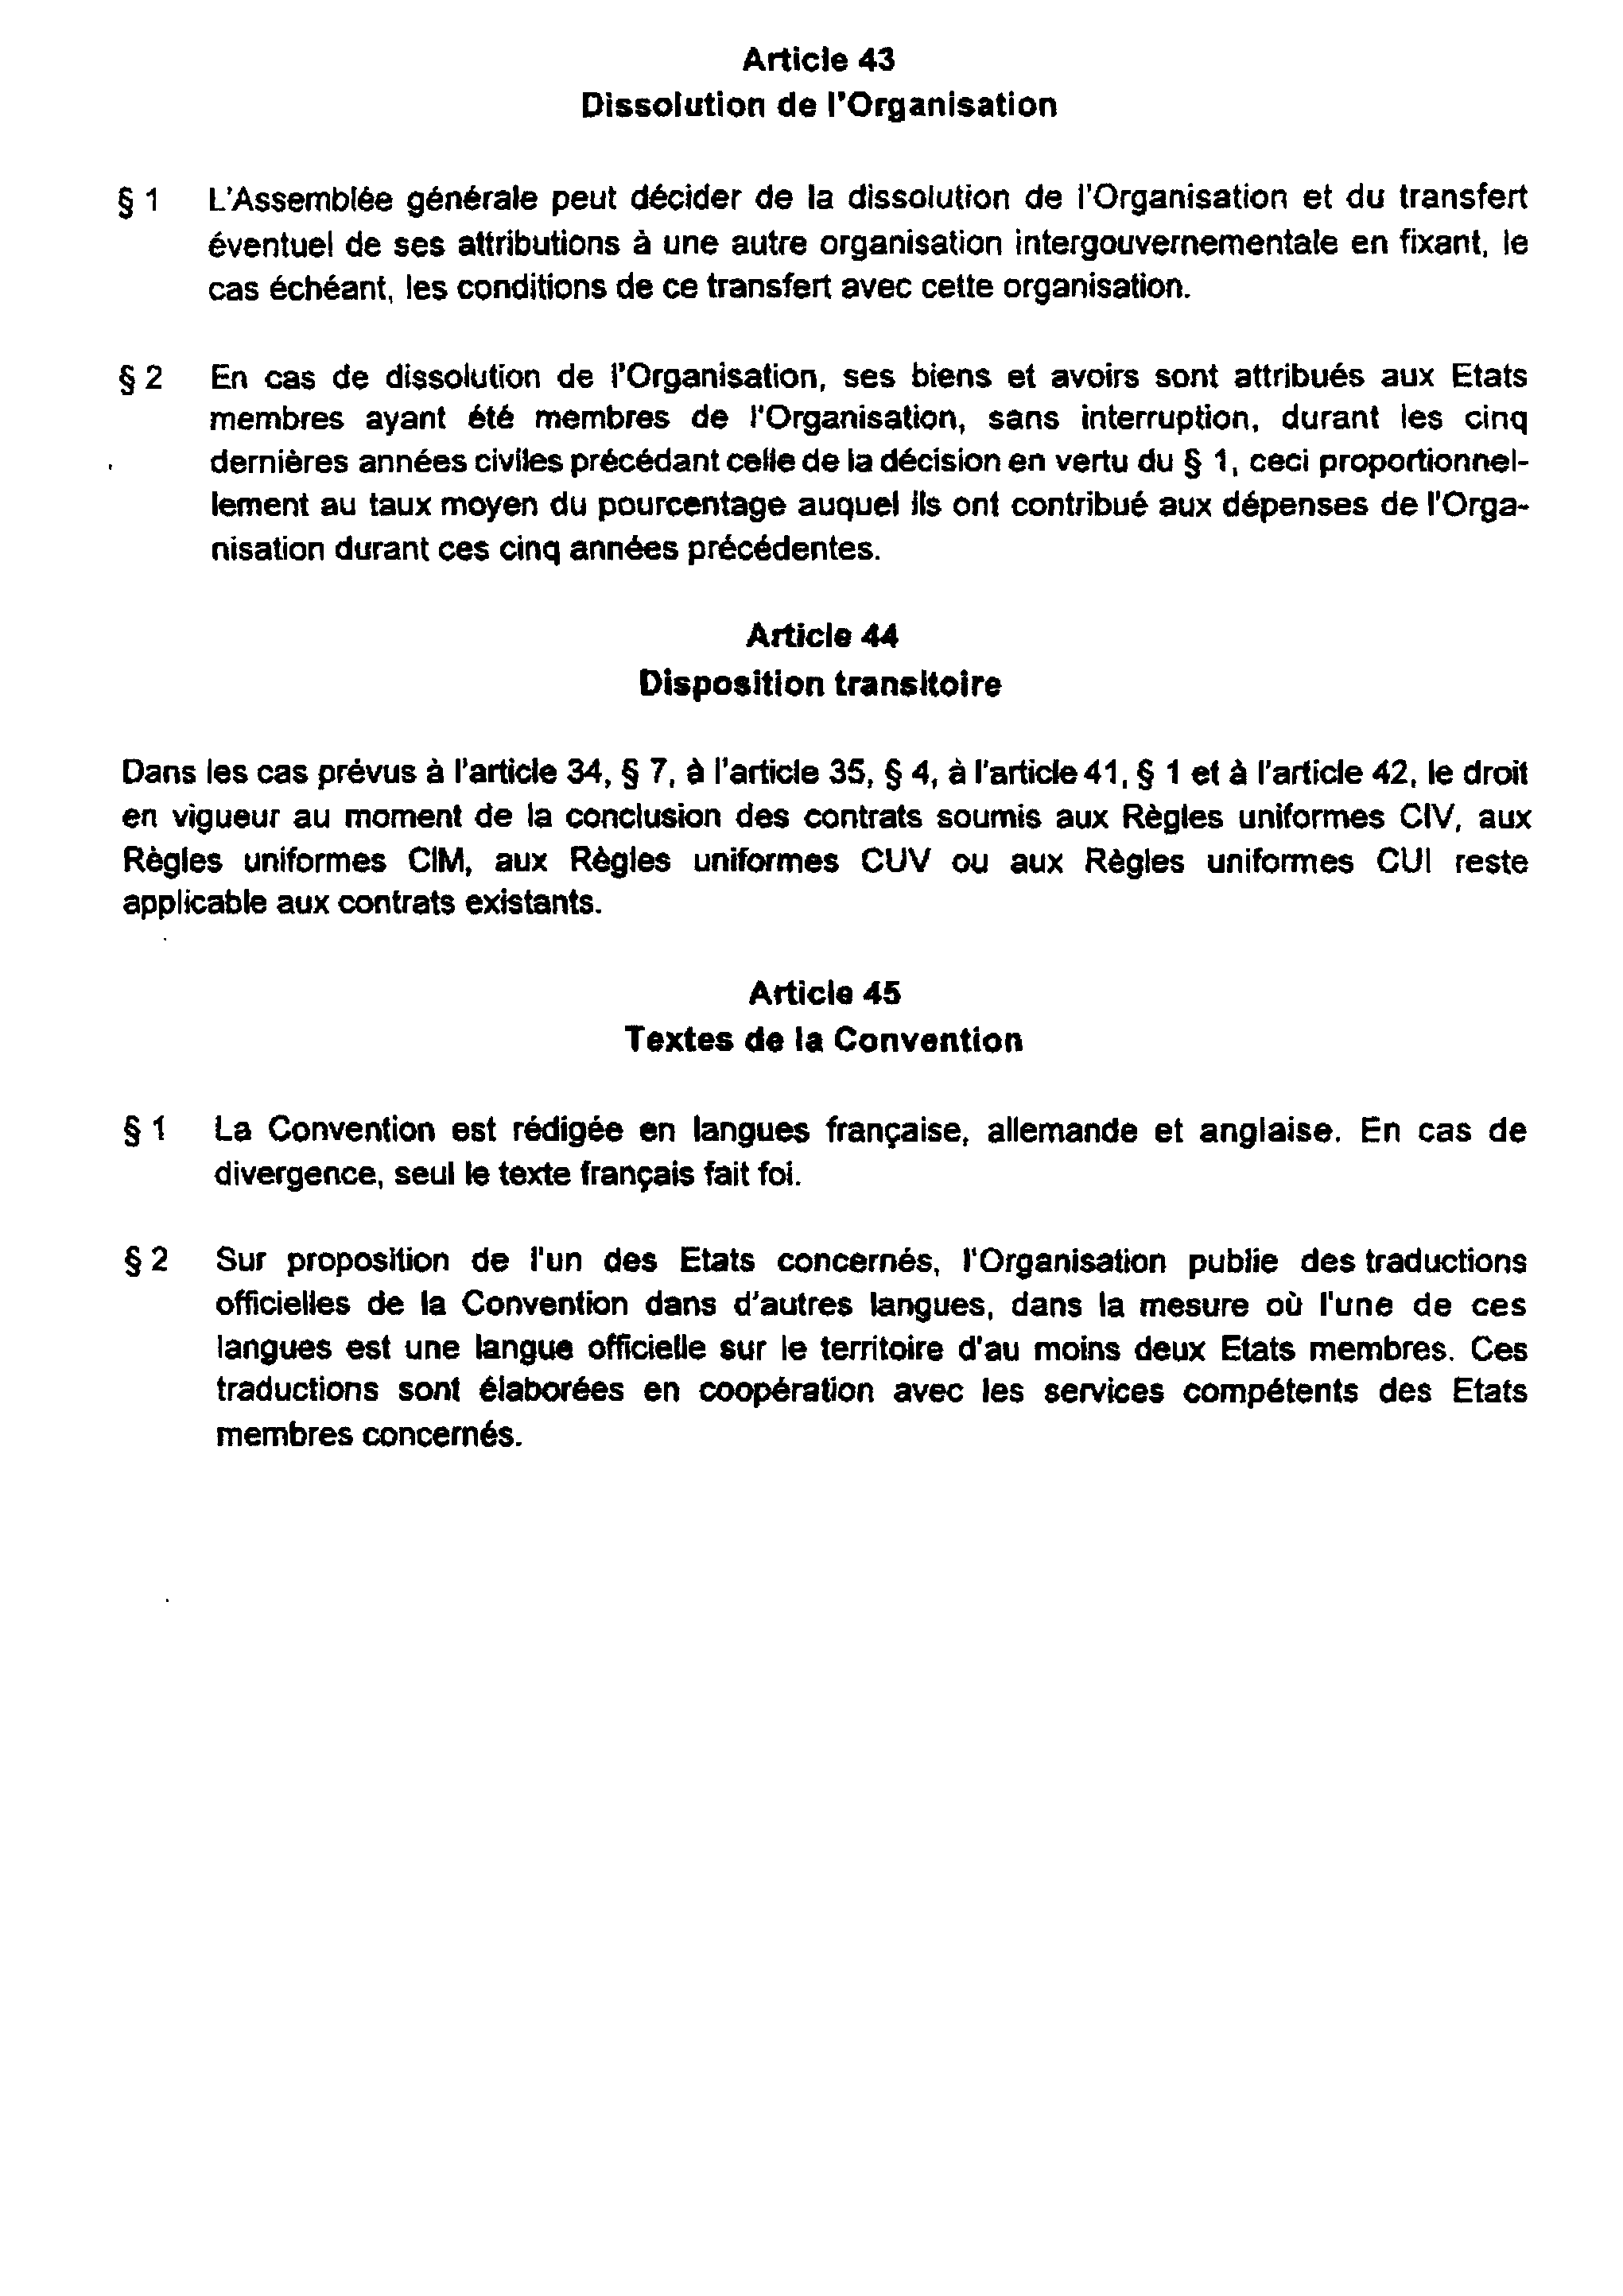 Article 43
Dissolution de l'Organisation
§ 1 L'Assemblée générale peut décider de la dissolution de l'Organisation et du transfert
éventuel de ses attributions à une autre organisation intergouvernementale en fixant, le
cas échéant, les conditions de ce transfert avec cette organisation.
§ 2 En cas de dissolution de l'Organisation, ses biens et avoirs sont attribués aux Etats
membres ayant été membres de l'Organisation, sans interruption, durant les cinq
dernières années civiles précédant celle de la décision en vertu du § 1, ceci proportionnel-
lement au taux moyen du pourcentage auquel ils ont contribué aux dépenses de l'Orga-
nisation durant ces cinq années précédentes.
Article 44
Disposition transitoire
Dans les cas prévus à l'article 34, § 7, à l'article 35, § 4, à l'article 41, § 1 et à l'article 42, le droit
en vigueur au moment de la conclusion des contrats soumis aux Règles uniformes CIV, aux
Règles uniformes CIM, aux Règles uniformes CUV ou aux Règles uniformes CUI reste
applicable aux contrats existants.
Article 45
Textes de la Convention
§ 1 La Convention est rédigée en langues française, allemande et anglaise. En cas de
divergence, seul le texte français fait foi.
§ 2 Sur proposition de l'un des Etats concernés, l'Organisation publie des traductions
officielles de la Convention dans d'autres langues, dans la mesure où l'une de ces
langues est une langue officielle sur le territoire d'au moins deux Etats membres. Ces
traductions sont élaborées en coopération avec les services compétents des Etats
membres concernés.